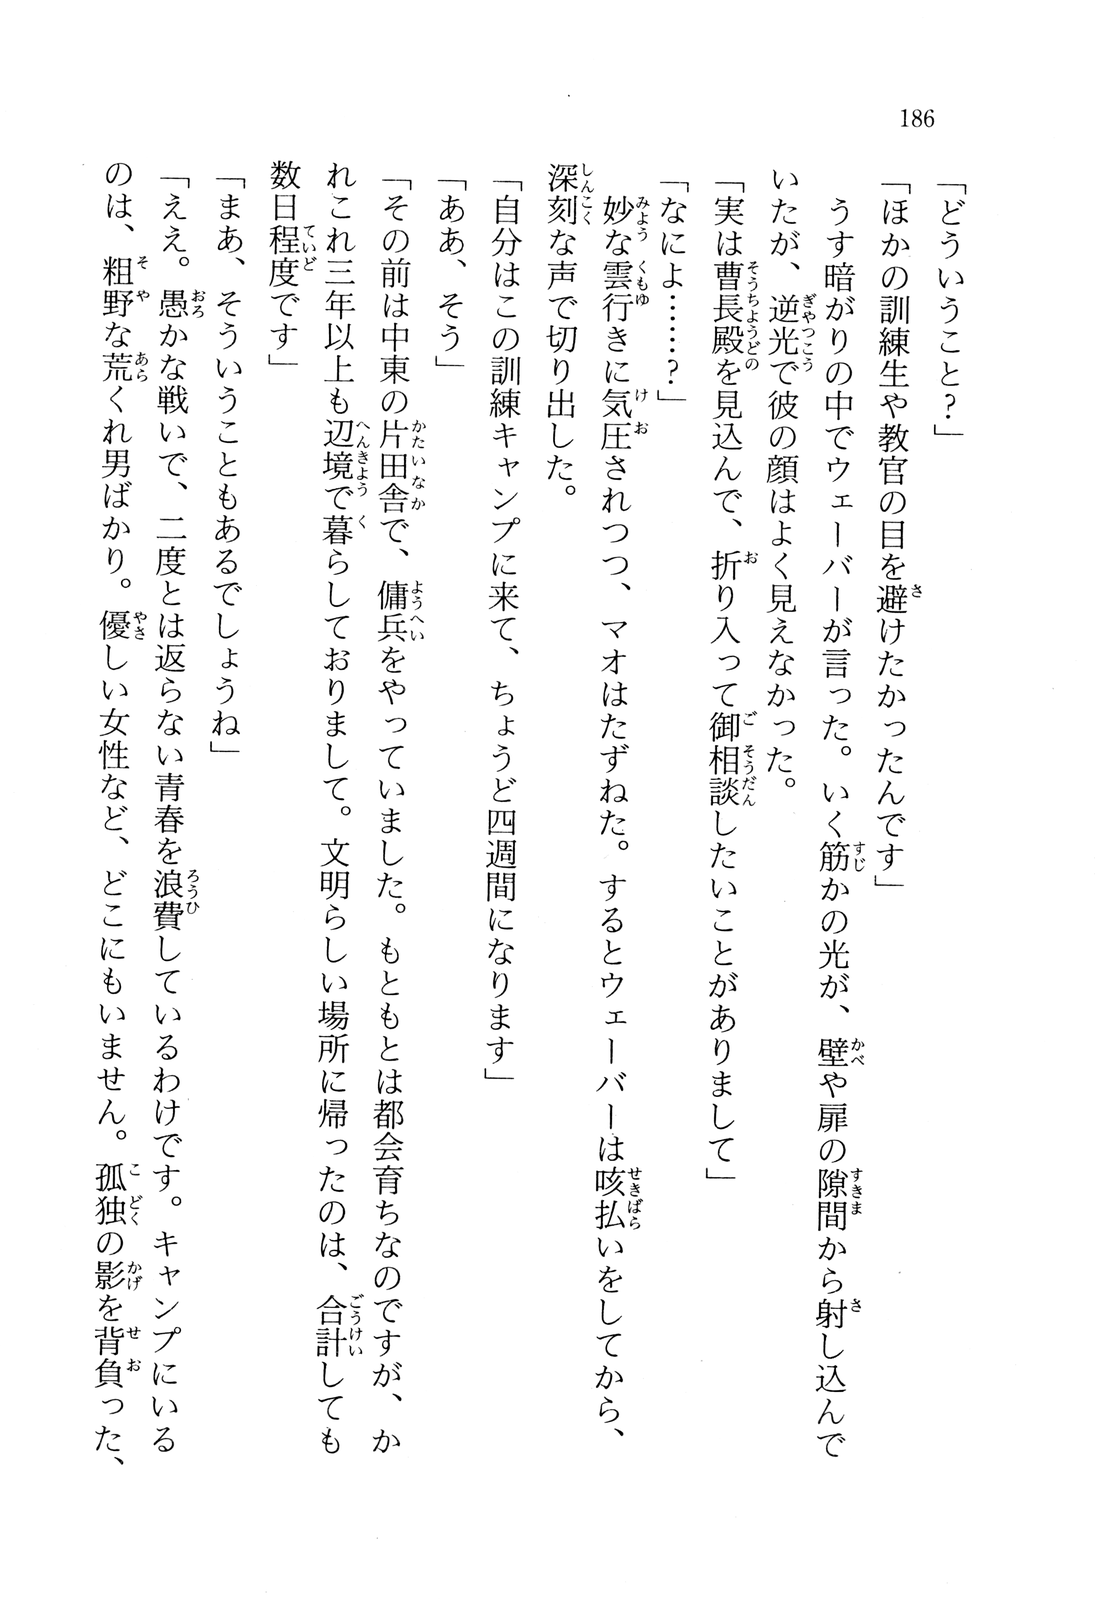 186
「どういうこと?」
「ほかの訓練生や教官の目を避けたかったんです」
　うす暗がりの中でウェーバーが言った。いく筋かの光が、壁や扉の隙間から射し込んで
いたが、逆光で彼の顔はよく見えなかった。
「実は曹長殿を見込んで、折り入って御相談したいことがありまして」
「なによ……?」
　妙な雲行きに気圧されつつ、マオはたずねた。するとウェーバーは咳払いをしてから、
深刻な声で切り出した。
「自分はこの訓練キャンプに来て、ちょうど四週間になります」
「ああ、そう」
「その前は中東の片田舎で、傭兵をやっていました。もともとは都会育ちなのですが、か
れこれ三年以上も辺境で暮らしておりまして。文明らしい場所に帰ったのは、合計しても
数日程度です」
「まあ、そういうこともあるでしょうね」
「ええ。愚かな戦いで、二度とは返らない青春を浪費しているわけです。キャンプにいる
のは、粗野な荒くれ男ばかり。優しい女性など、どこにもいません。孤独の影を背負った、